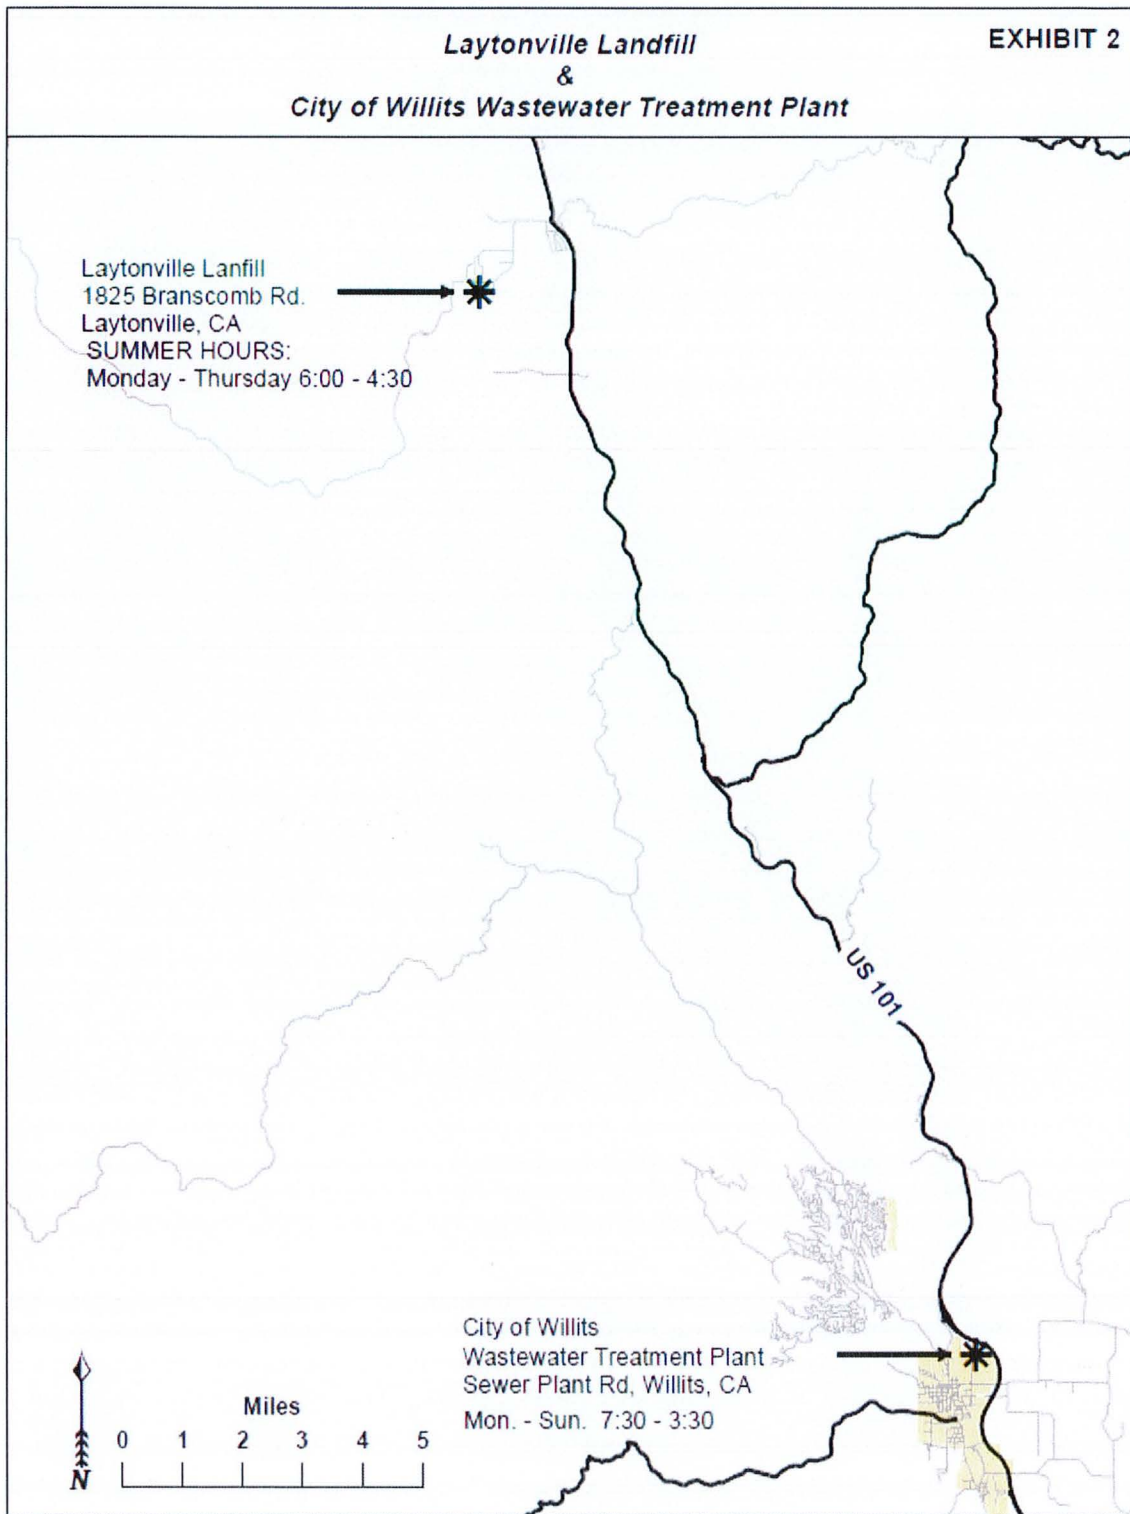 Laytonville Landfill
&
City of Willits Wastewater Treatment Plant
EXHIBIT 2
Laytonville Lanfill
1825 Branscomb Rd.
Laytonville, CA
SUMMER HOURS:
Monday - Thursday 6:00 - 4:30
US 101
City of Willits
Wastewater Treatment Plant
Sewer Plant Rd, Willits, CA
Mon. - Sun. 7:30 - 3:30
Miles
0 1 2 3 4 5
N